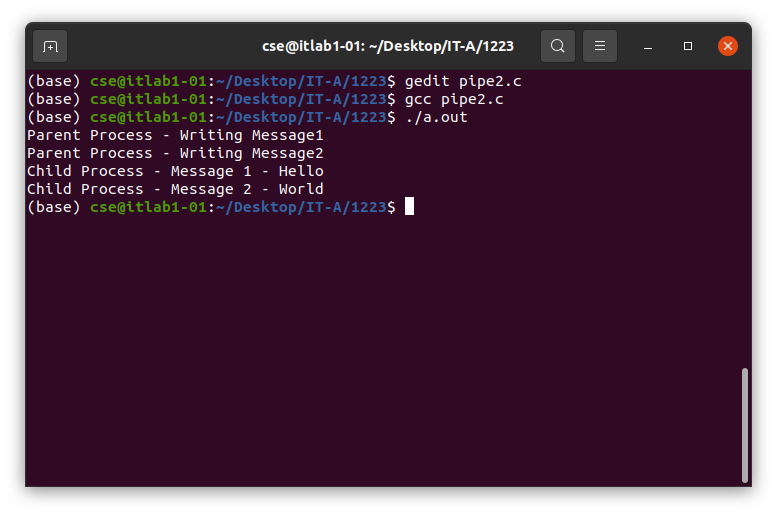 cse@itlab1-01: ~/Desktop/IT-A/1223
(base) cse@itlab1-01:~/Desktop/IT-A/1223$ gedit pipe2.c
(base) cse@itlab1-01:~/Desktop/IT-A/1223$ gcc pipe2.c
(base) cse@itlab1-01:~/Desktop/IT-A/1223$ ./a.out
Parent Process - Writing Message1
Parent Process - Writing Message2
Child Process - Message 1 - Hello
Child Process - Message 2 - World
(base) cse@itlab1-01:~/Desktop/IT-A/1223$